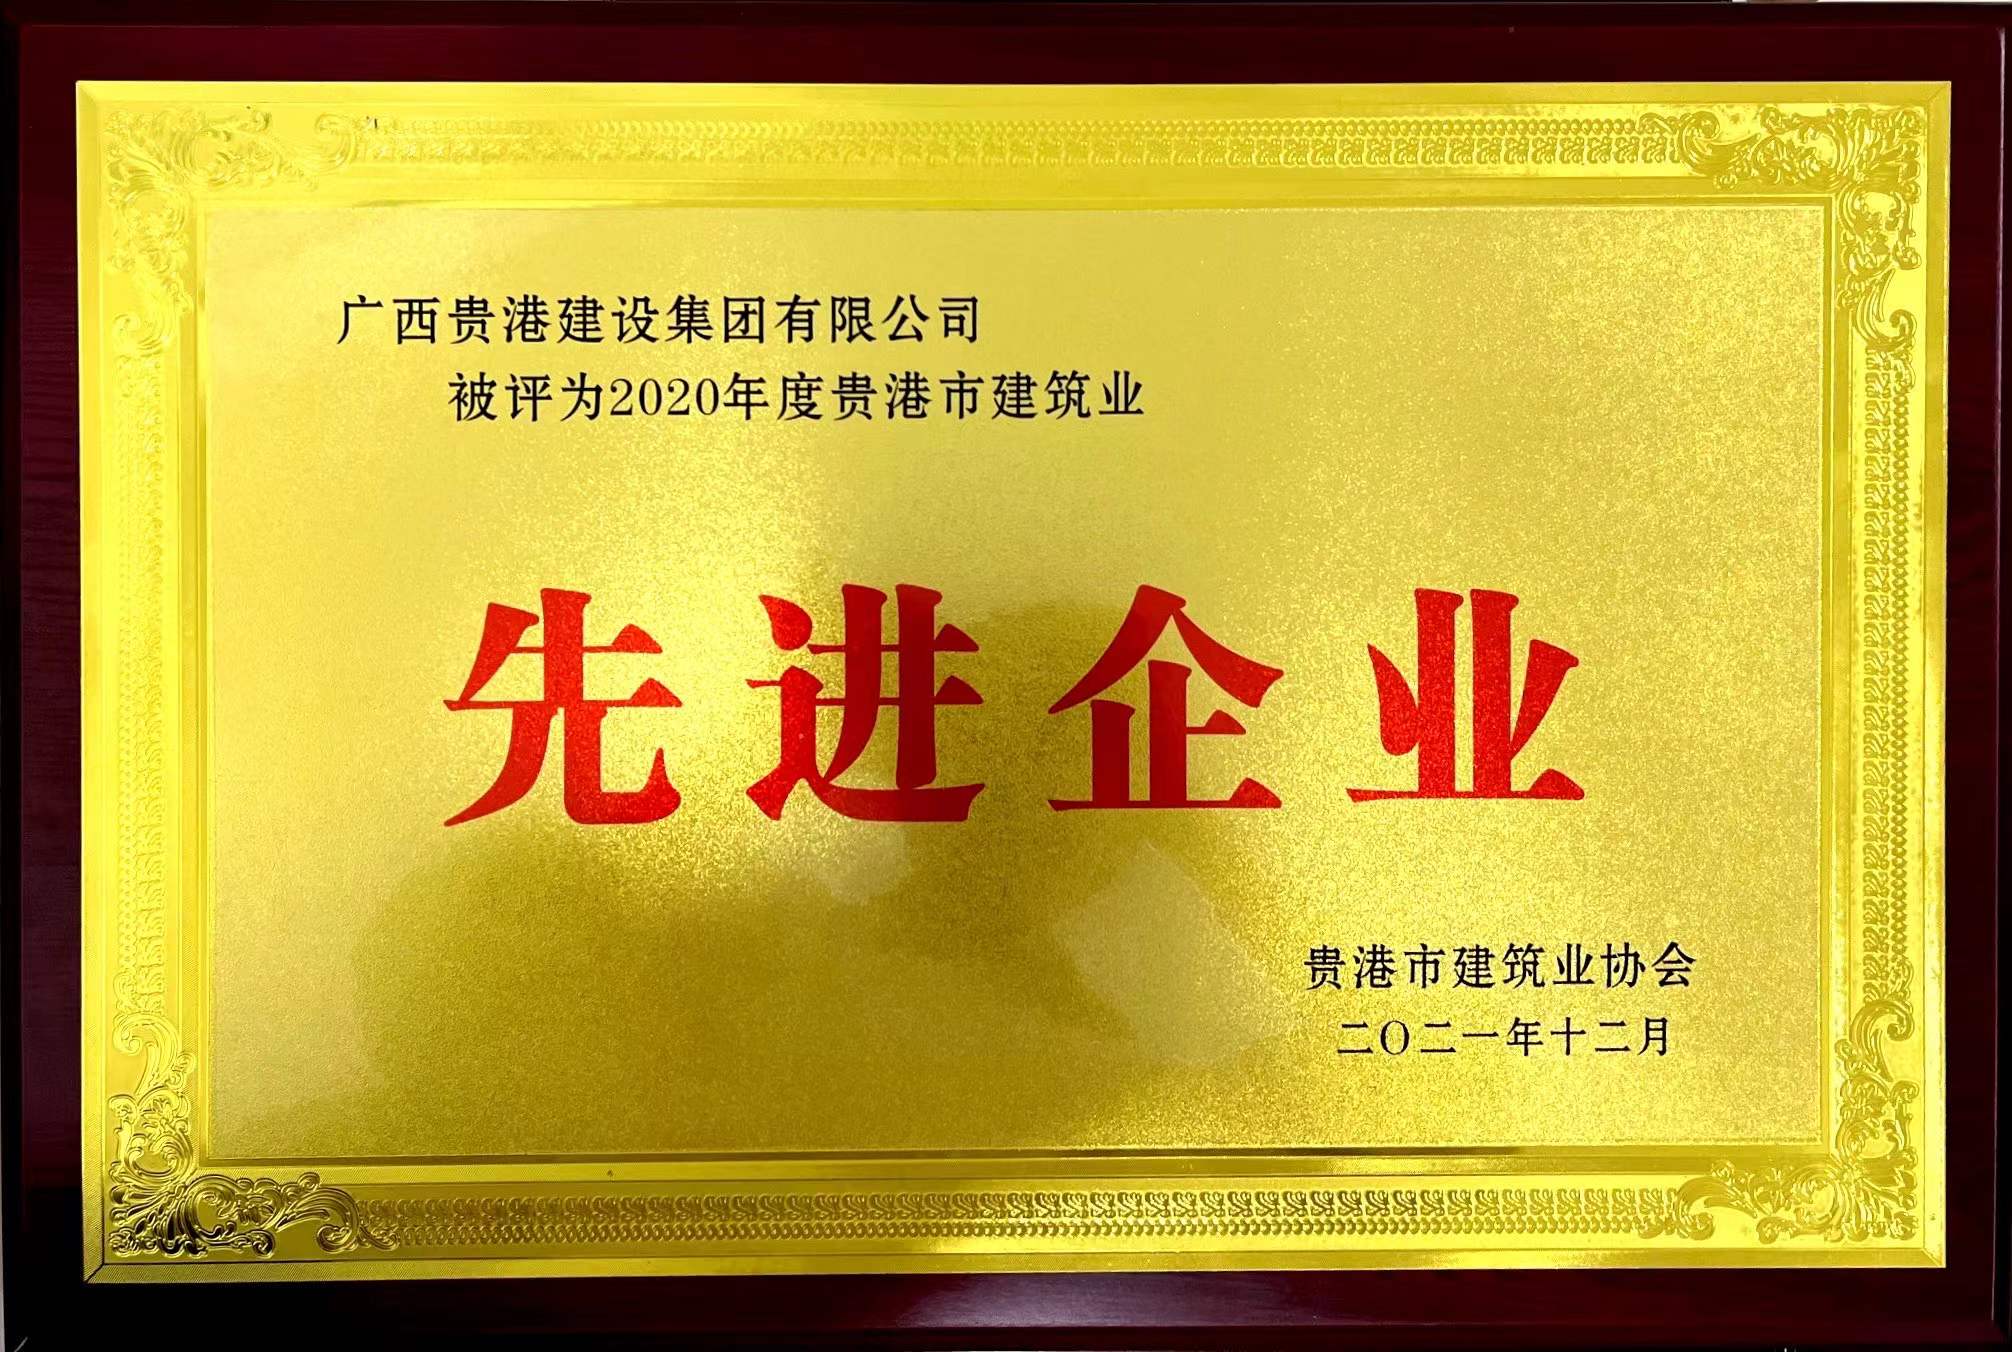 广西贵港建设集团有限公司
被评为2020年度贵港市建筑业
先进企业
贵港市建筑业协会
二〇二一年十二月